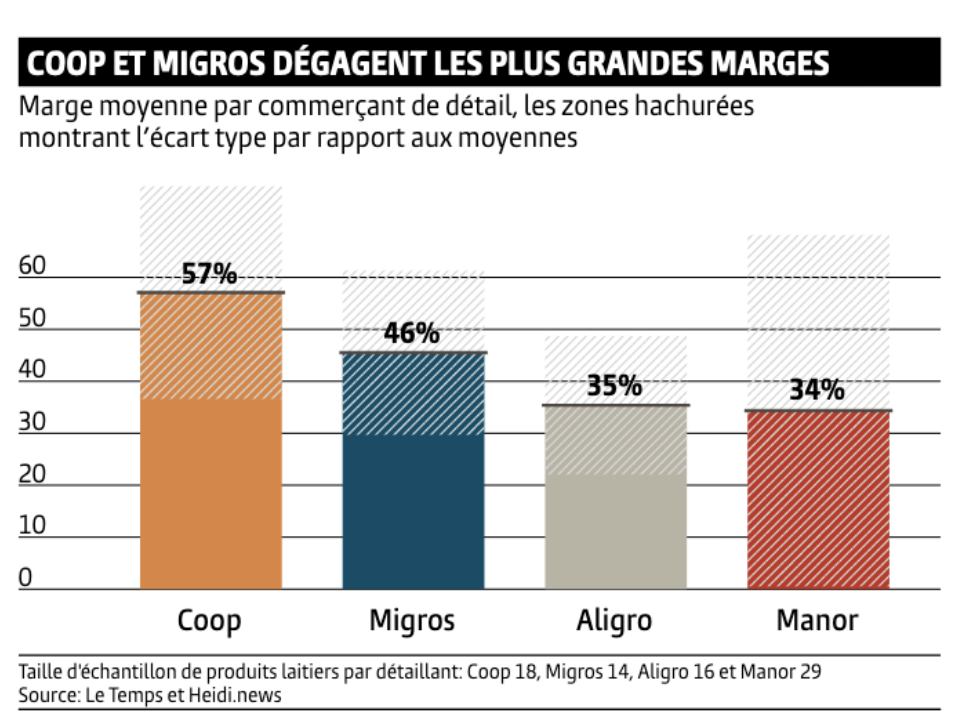 COOP ET MIGROS DÉGAGENT LES PLUS GRANDES MARGES
Marge moyenne par commerçant de détail, les zones hachurées
montrant l’écart type par rapport aux moyennes
60
50
40
30
20
10
0
57%
46%
35%
34%
Coop
Migros
Aligro
Manor
Taille d'échantillon de produits laitiers par détaillant: Coop 18, Migros 14, Aligro 16 et Manor 29
Source: Le Temps et Heidi.news